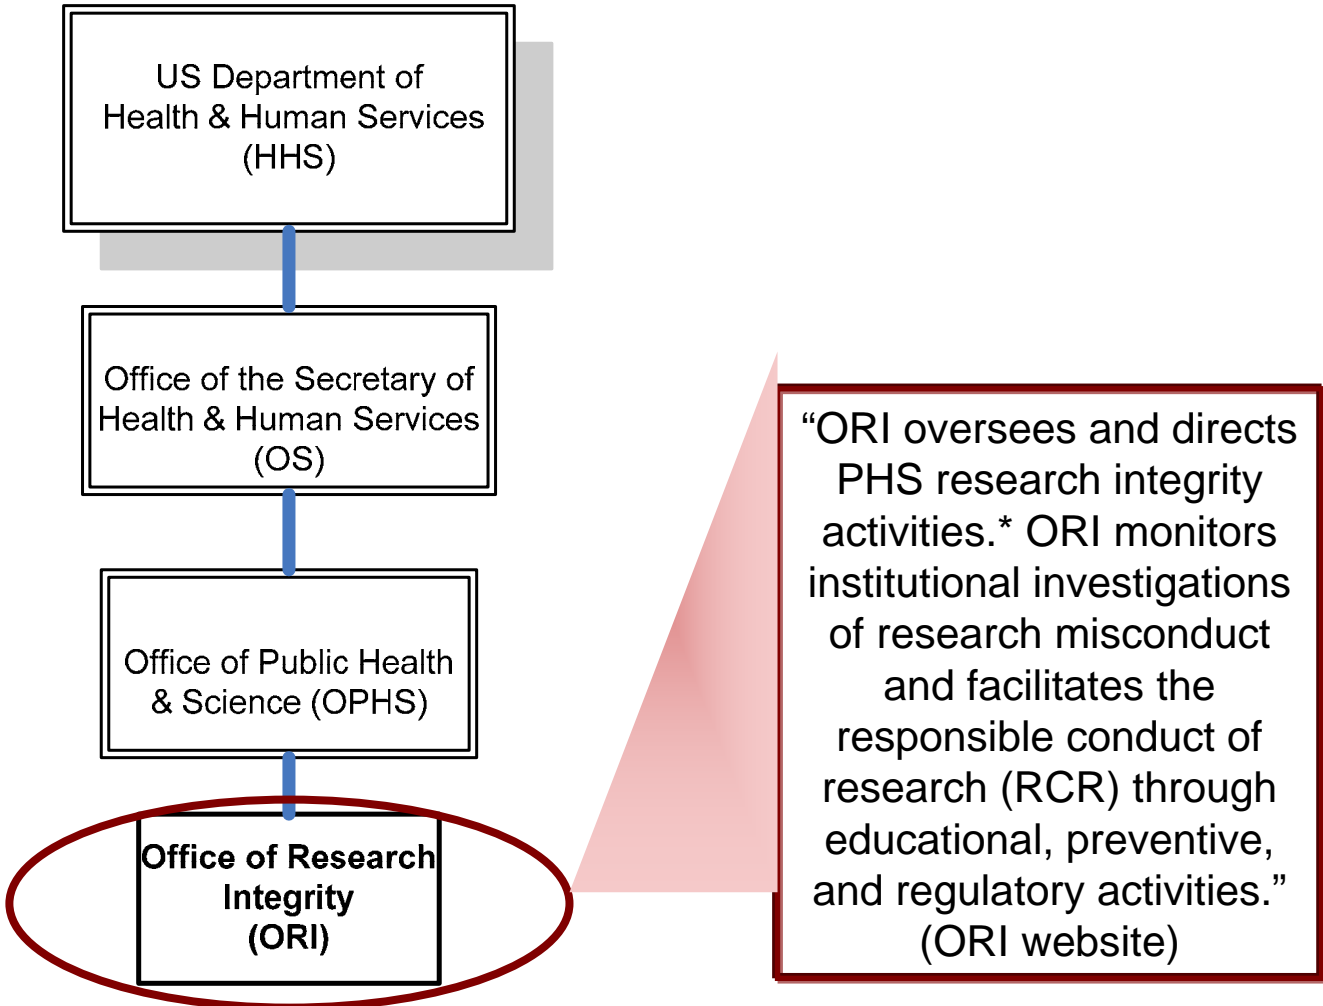 US Department of
Health & Human Services
(HHS)
Office of the Secretary of
Health & Human Services
(OS)
Office of Public Health
& Science (OPHS)
Office of Research
Integrity
(ORI)
“ORI oversees and directs
PHS research integrity
activities.* ORI monitors
institutional investigations
of research misconduct
and facilitates the
responsible conduct of
research (RCR) through
educational, preventive,
and regulatory activities.”
(ORI website)